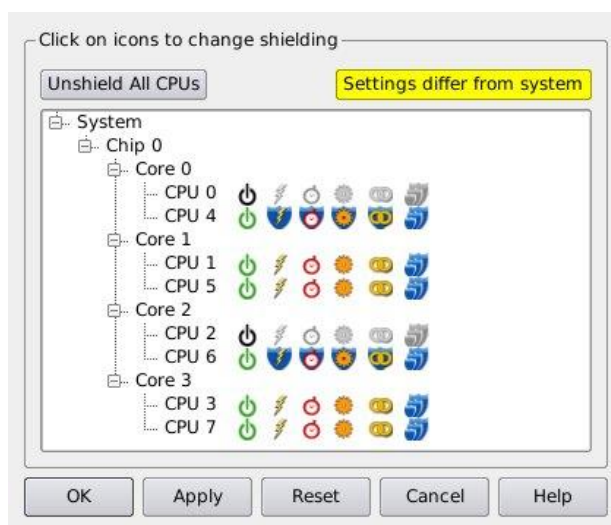 Click on icons to change shielding
Unshield All CPUs Settings differ from system
System
Chip 0
Core 0
CPU 0
CPU 4
Core 1
CPU 1
CPU 5
Core 2
CPU 2
CPU 6
Core 3
CPU 3
CPU 7
OK Apply Reset Cancel Help